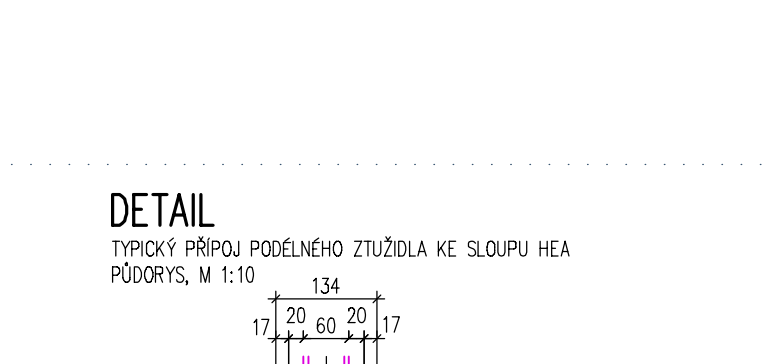 DETAIL
TYPICKÝ PŘÍPOJ PODÉLNÉHO ZTUŽIDLA KE SLOUPU HEA
PŮDORYS, M 1:10
134
17 20 60 20 17